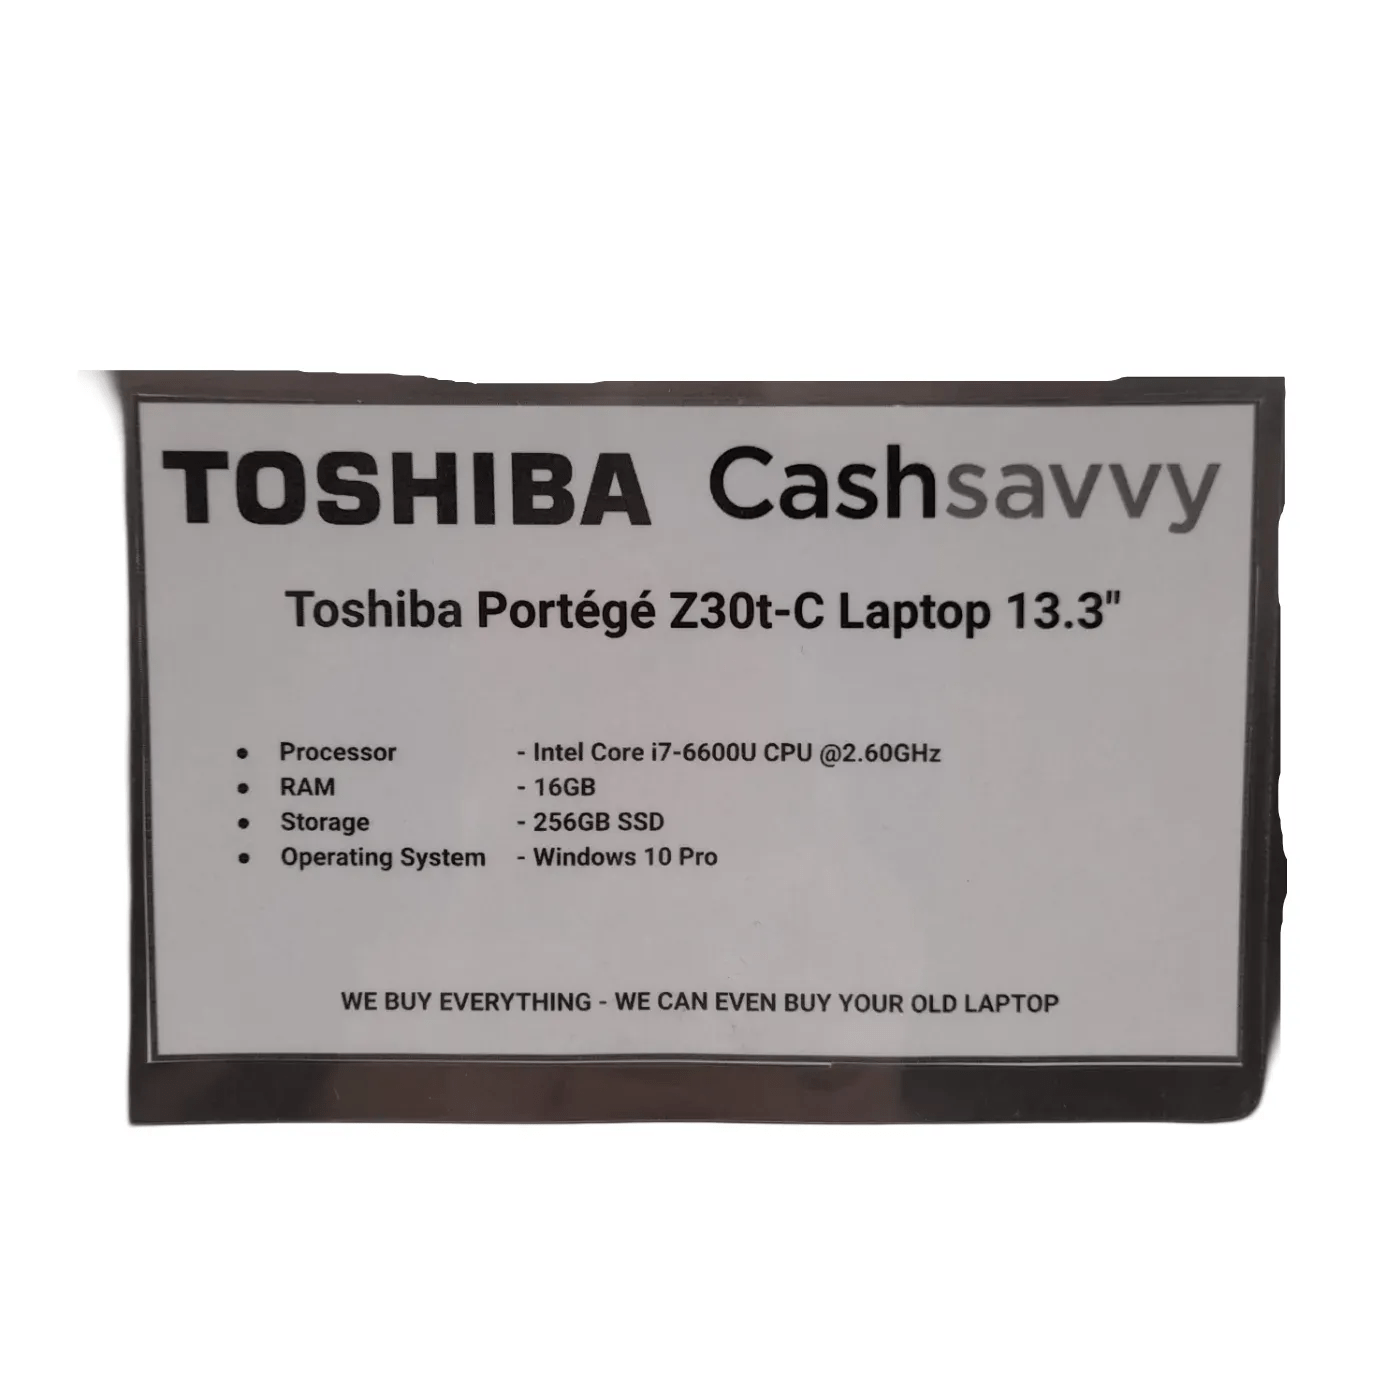 TOSHIBA Cashsavvy
Toshiba Portégé Z30t-C Laptop 13.3"
• Processor - Intel Core i7-6600U CPU @2.60GHz
• RAM - 16GB
• Storage - 256GB SSD
• Operating System - Windows 10 Pro
WE BUY EVERYTHING - WE CAN EVEN BUY YOUR OLD LAPTOP